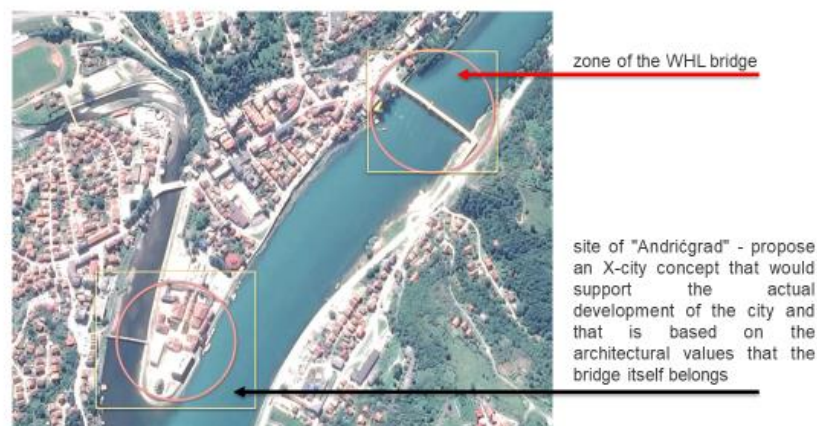 zone of the WHL bridge
site of "Andrićgrad" - propose
an X-city concept that would
support the actual
development of the city and
that is based on the
architectural values that the
bridge itself belongs